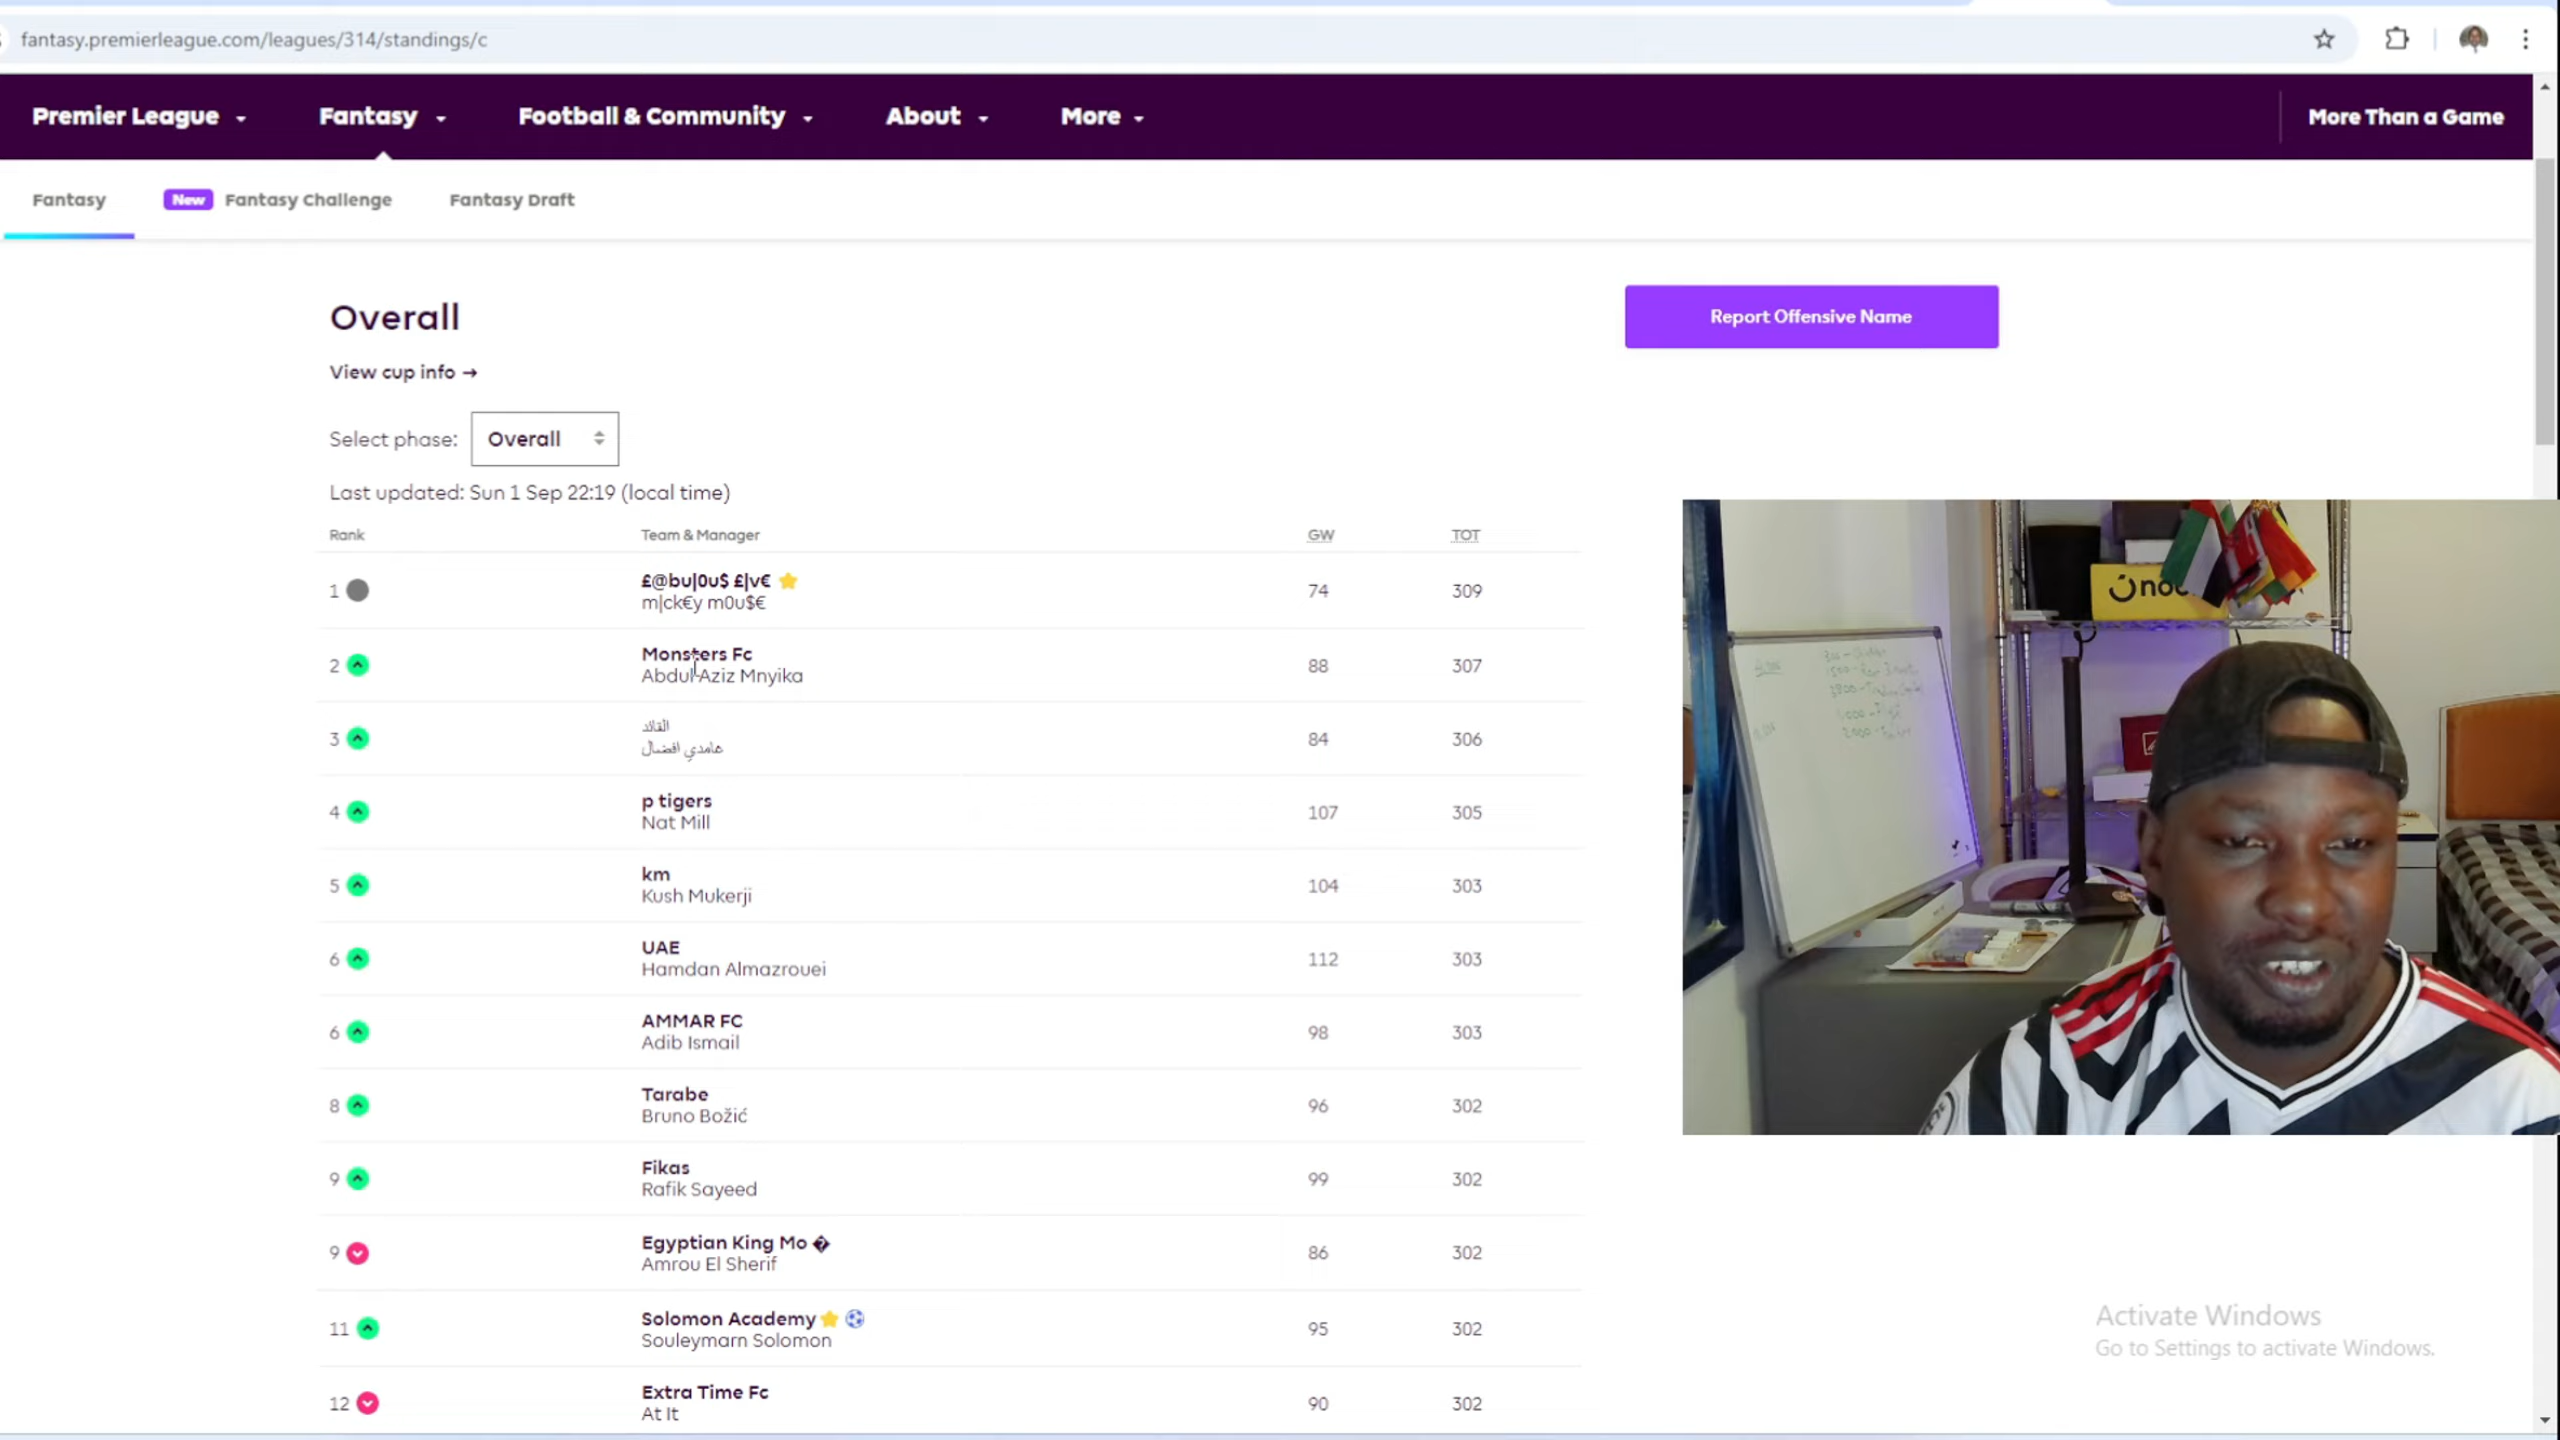 fantasy.premierleague.com/leagues/314/standings/c
Premier League Fantasy Football & Community About More More Than a Game
Fantasy New Fantasy Challenge Fantasy Draft
Overall
Report Offensive Name
View cup info →
Select phase: Overall
Last updated: Sun 1 Sep 22:19 (local time)
Rank Team & Manager GW TOT
1 £@bu|0u$ £|v€ ⭐ 74 309
m|ck€y m0u$€
2 Monsters Fc 88 307
Abdul Aziz Mnyika
3 القائد 84 306
هامدي افضال
4 p tigers 107 305
Nat Mill
5 km 104 303
Kush Mukerji
6 UAE 112 303
Hamdan Almazrouei
6 AMMAR FC 98 303
Adib Ismail
8 Tarabe 96 302
Bruno Božić
9 Fikas 99 302
Rafik Sayeed
9 Egyptian King Mo � 86 302
Amrou El Sherif
11 Solomon Academy ⭐ ⚽ 95 302
Souleymarn Solomon
12 Extra Time Fc 90 302
At It
noo
Activate Windows
Go to Settings to activate Windows.